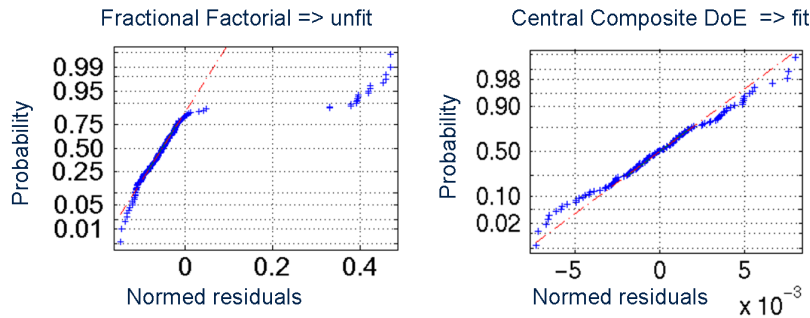 Fractional Factorial => unfit
Central Composite DoE => fit
Probability
0.99
0.95
0.75
0.50
0.25
0.05
0.01
0
0.2
0.4
Normed residuals
Probability
0.98
0.90
0.50
0.10
0.02
−5
0
5
Normed residuals
x 10⁻³